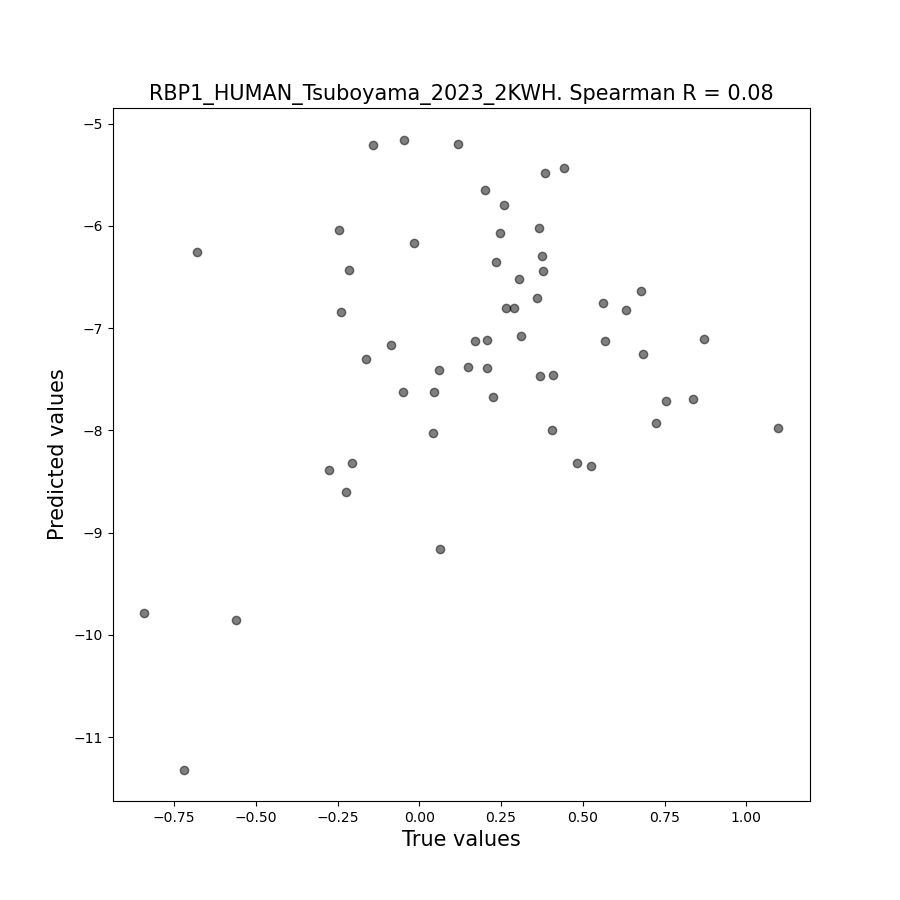 RBP1_HUMAN_Tsuboyama_2023_2KWH. Spearman R = 0.08
−5
−6
−7
−8
−9
−10
−11
Predicted values
−0.75 −0.50 −0.25 0.00 0.25 0.50 0.75 1.00
True values